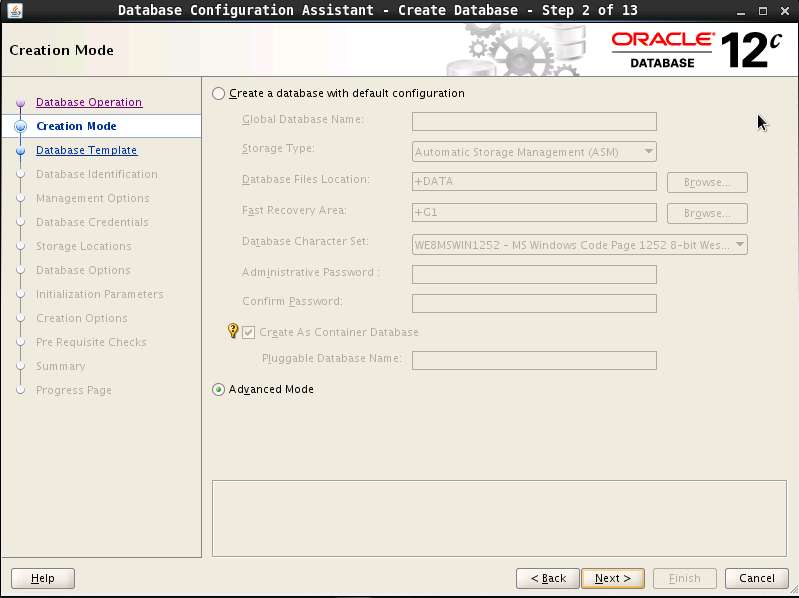 Database Configuration Assistant - Create Database - Step 2 of 13
Creation Mode
ORACLE
DATABASE
12c
Database Operation
Creation Mode
Database Template
Database Identification
Management Options
Database Credentials
Storage Locations
Database Options
Initialization Parameters
Creation Options
Pre Requisite Checks
Summary
Progress Page
Create a database with default configuration
Global Database Name:
Storage Type: Automatic Storage Management (ASM)
Database Files Location: +DATA Browse...
Fast Recovery Area: +G1 Browse...
Database Character Set: WE8MSWIN1252 - MS Windows Code Page 1252 8-bit Wes...
Administrative Password :
Confirm Password:
Create As Container Database
Pluggable Database Name:
Advanced Mode
Help < Back Next > Finish Cancel